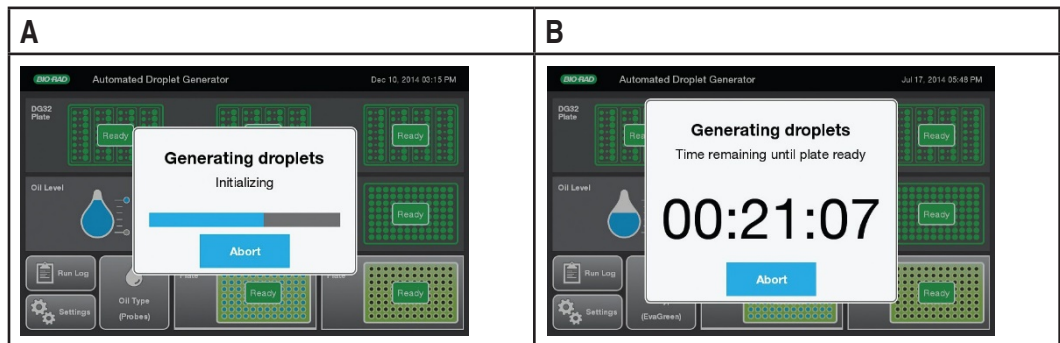 A
BIO-RAD Automated Droplet Generator Dec 10, 2014 03:15 PM
DG32
Plate
Ready
Ready
Generating droplets
Initializing
Oil Level
Ready
Abort
Run Log
Plate
Settings
Oil Type
(Probes)
Ready
Ready
B
BIO-RAD Automated Droplet Generator Jul 17, 2014 05:48 PM
DG32
Plate
Rea
Ready
Generating droplets
Time remaining until plate ready
Oil Level
00:21:07
Ready
Abort
Run Log
Settings
(EvaGreen)
Ready